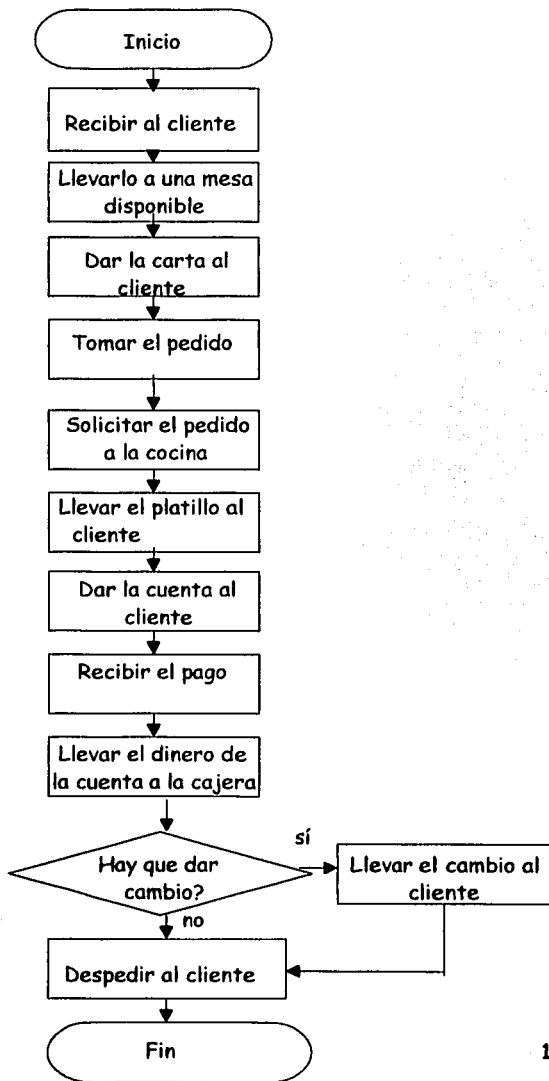 Inicio
Recibir al cliente
Llevarlo a una mesa
disponible
Dar la carta al
cliente
Tomar el pedido
Solicitar el pedido
a la cocina
Llevar el platillo al
cliente
Dar la cuenta al
cliente
Recibir el pago
Llevar el dinero de
la cuenta a la cajera
Hay que dar
cambio?
sí
Llevar el cambio al
cliente
no
Despedir al cliente
Fin
1